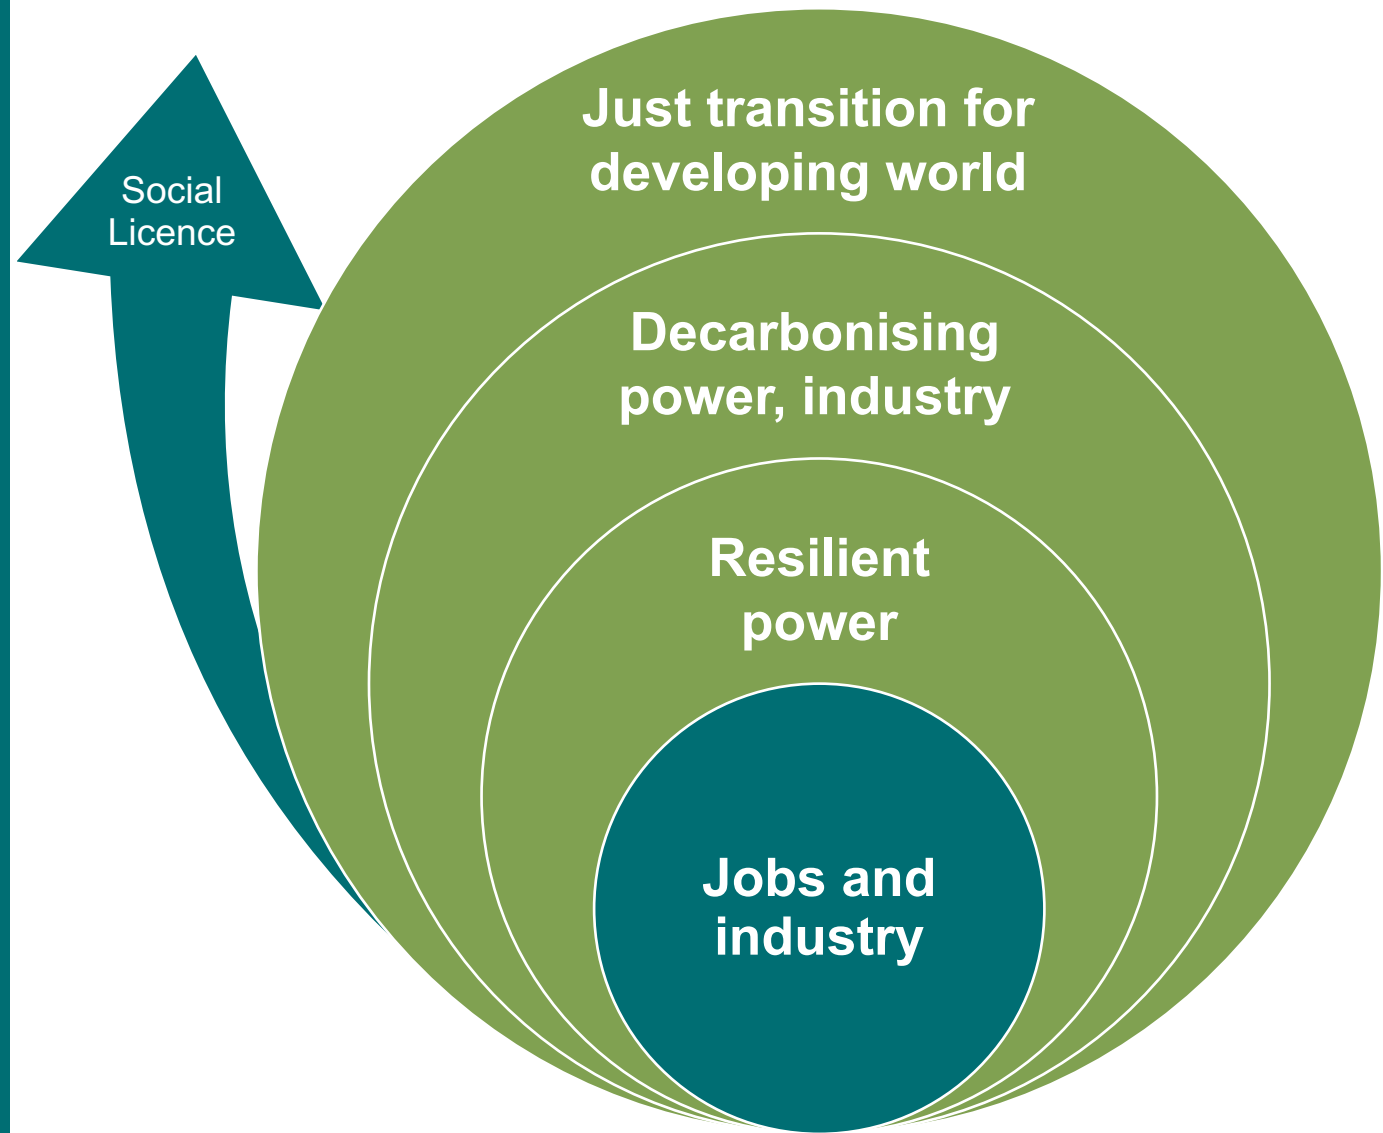 Just transition for
developing world
Social
Licence
Decarbonising
power, industry
Resilient
power
Jobs and
industry